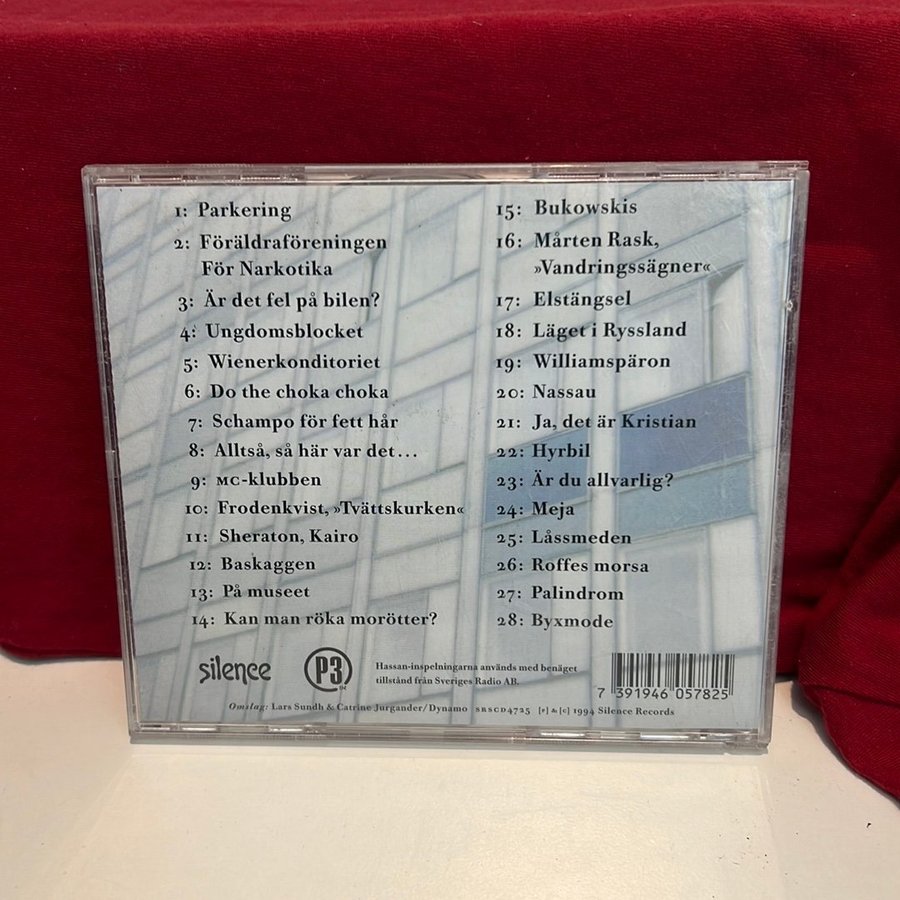 1: Parkering
2: Föräldraföreningen
För Narkotika
3: Är det fel på bilen?
4: Ungdomsblocket
5: Wienerkonditoriet
6: Do the choka choka
7: Schampo för fett hår
8: Alltså, så här var det...
9: MC-klubben
10: Frodenkvist, »Tvättskurken«
11: Sheraton, Kairo
12: Baskaggen
13: På museet
14: Kan man röka morötter?
15: Bukowskis
16: Mårten Rask,
»Vandringssägner«
17: Elstängsel
18: Läget i Ryssland
19: Williamspäron
20: Nassau
21: Ja, det är Kristian
22: Hyrbil
23: Är du allvarlig?
24: Meja
25: Låssmeden
26: Roffes morsa
27: Palindrom
28: Byxmode
silence
P3
Hassan-inspelningarna används med benäget
tillstånd från Sveriges Radio AB.
7 391946 057825
Omslag: Lars Sundh & Catrine Jurgander/Dynamo SRSCD4725 [P] & [C] 1994 Silence Records